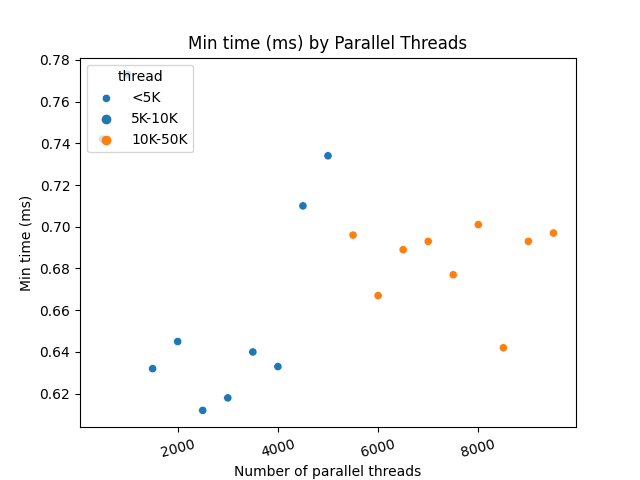 Min time (ms) by Parallel Threads
thread
<5K
5K-10K
10K-50K
0.78
0.76
0.74
0.72
0.70
0.68
0.66
0.64
0.62
Min time (ms)
2000
4000
6000
8000
Number of parallel threads